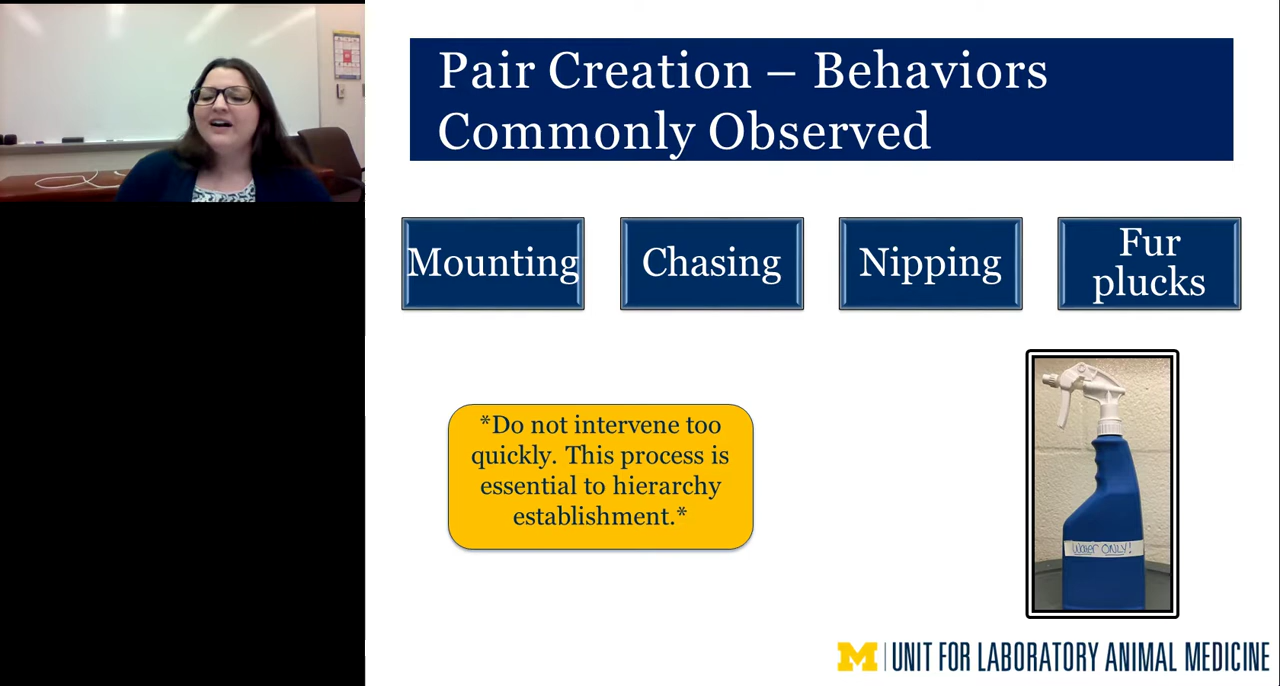 Pair Creation – Behaviors
Commonly Observed
Mounting
Chasing
Nipping
Fur
plucks
*Do not intervene too
quickly. This process is
essential to hierarchy
establishment.*
Water ONLY!
M | UNIT FOR LABORATORY ANIMAL MEDICINE